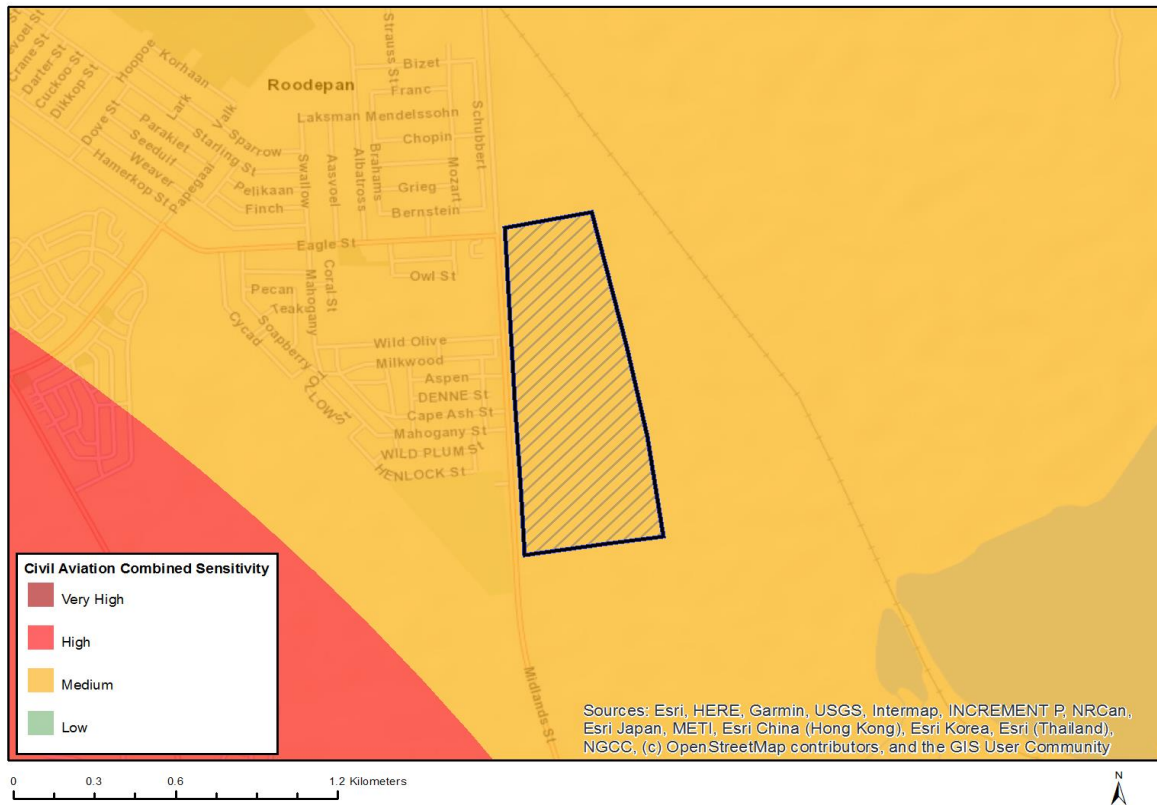 Roodepan
evoel St
Crane St
Darter St
Cuckoo St
Dikkop St
Hoopoe
Korhaan
Lark
Valk
Dove St
Parakiet
Seeduif
Weaver
Hamerkop St
Papegaai
Starling St
Sparrow
Pelikaan
Finch
Swallow
Aasvoel
Albatross
Strauss St
Bizet
Franc
Laksman
Mendelssohn
Chopin
Brahams
Mozart
Schubbert
Grieg
Bernstein
Eagle St
Owl St
Coral St
Mahogany
Pecan
Teak
Cycad
Soapberry
Wild Olive
Milkwood
Aspen
DENNE St
Cape Ash St
Mahogany St
WILD PLUM St
HENLOCK St
Midlands St
Civil Aviation Combined Sensitivity
Very High
High
Medium
Low
Sources: Esri, HERE, Garmin, USGS, Intermap, INCREMENT P, NRCan,
Esri Japan, METI, Esri China (Hong Kong), Esri Korea, Esri (Thailand),
NGCC, (c) OpenStreetMap contributors, and the GIS User Community
0 0.3 0.6 1.2 Kilometers
N